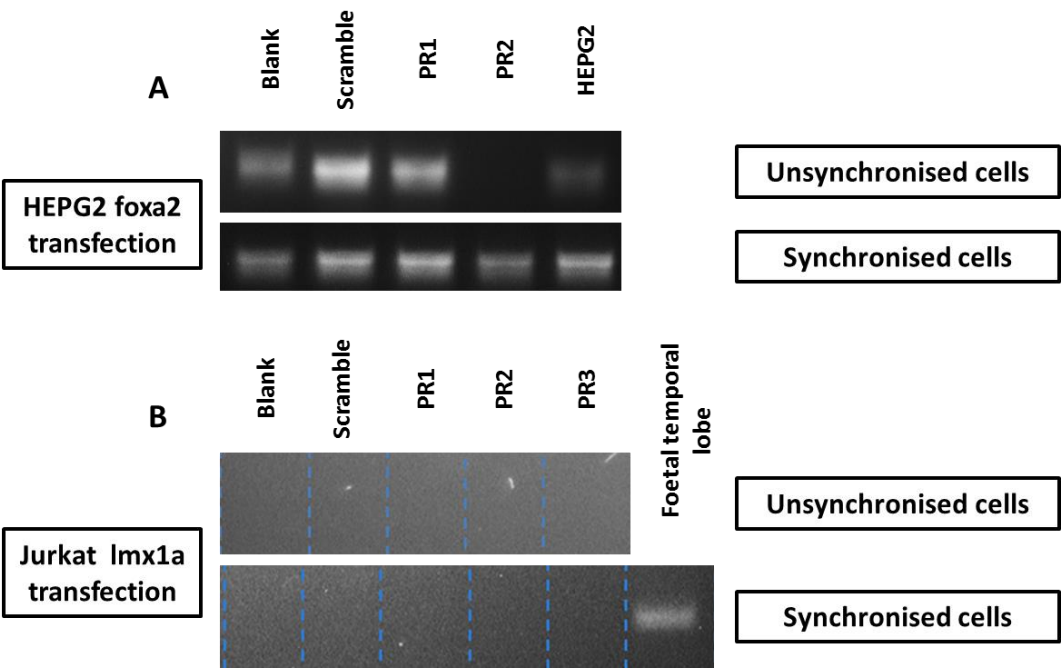 A
Blank
Scramble
PR1
PR2
HEPG2
HEPG2 foxa2
transfection
Unsynchronised cells
Synchronised cells
B
Blank
Scramble
PR1
PR2
PR3
Foetal temporal
lobe
Jurkat lmx1a
transfection
Unsynchronised cells
Synchronised cells